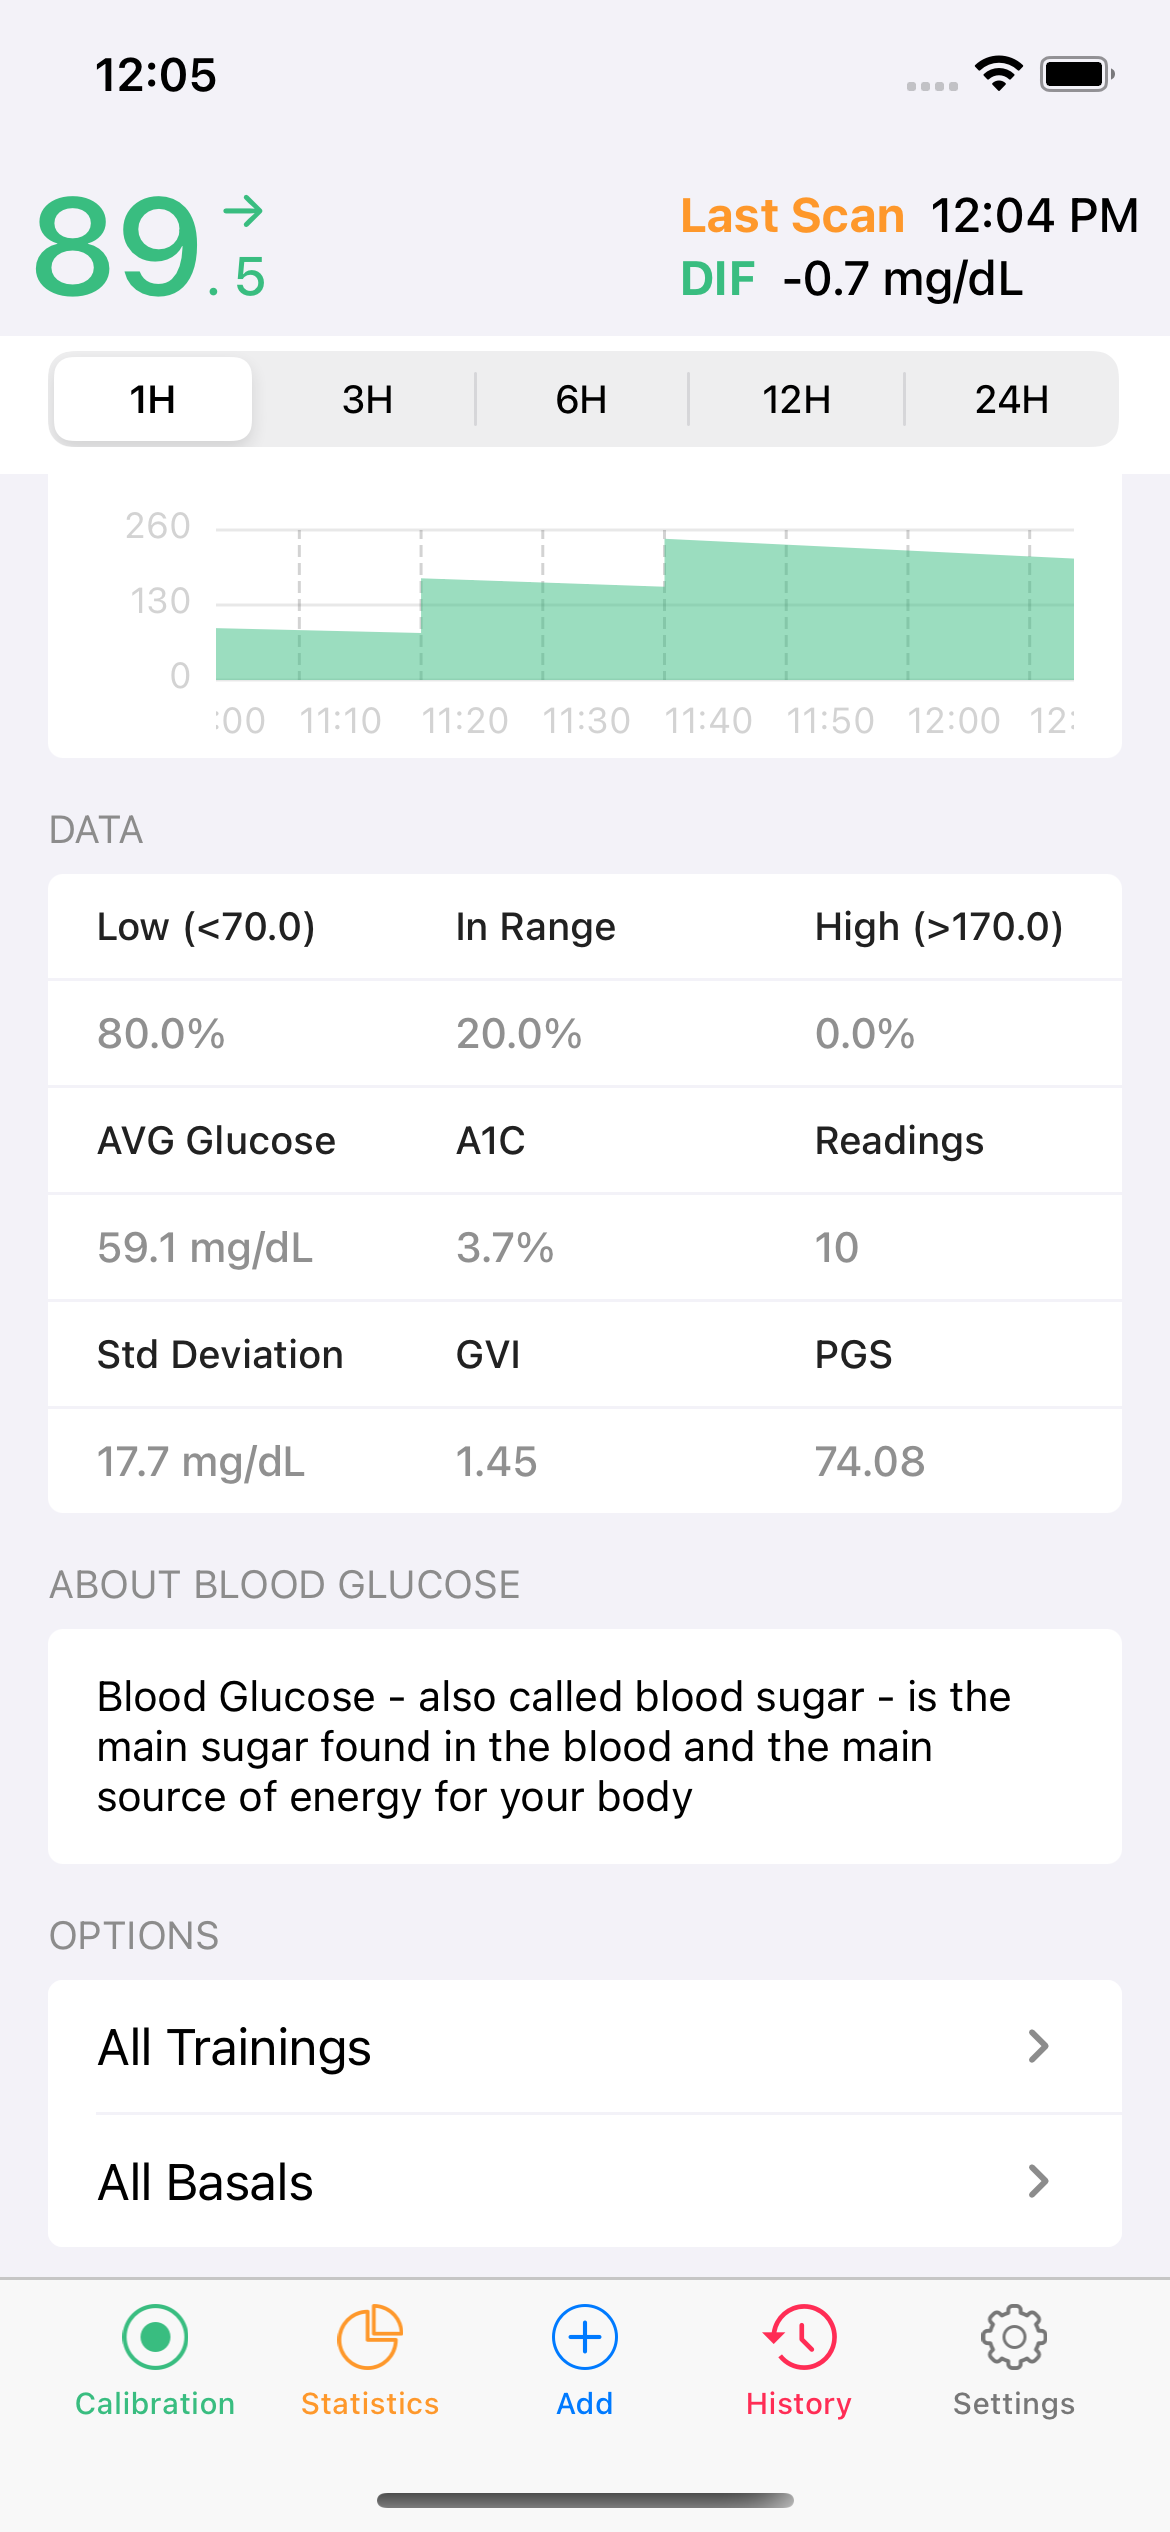 12:05
89.5 →
Last Scan 12:04 PM
DIF -0.7 mg/dL
1H 3H 6H 12H 24H
260
130
0
:00 11:10 11:20 11:30 11:40 11:50 12:00 12:
DATA
Low (<70.0) In Range High (>170.0)
80.0% 20.0% 0.0%
AVG Glucose A1C Readings
59.1 mg/dL 3.7% 10
Std Deviation GVI PGS
17.7 mg/dL 1.45 74.08
ABOUT BLOOD GLUCOSE
Blood Glucose - also called blood sugar - is the
main sugar found in the blood and the main
source of energy for your body
OPTIONS
All Trainings
All Basals
Calibration Statistics Add History Settings